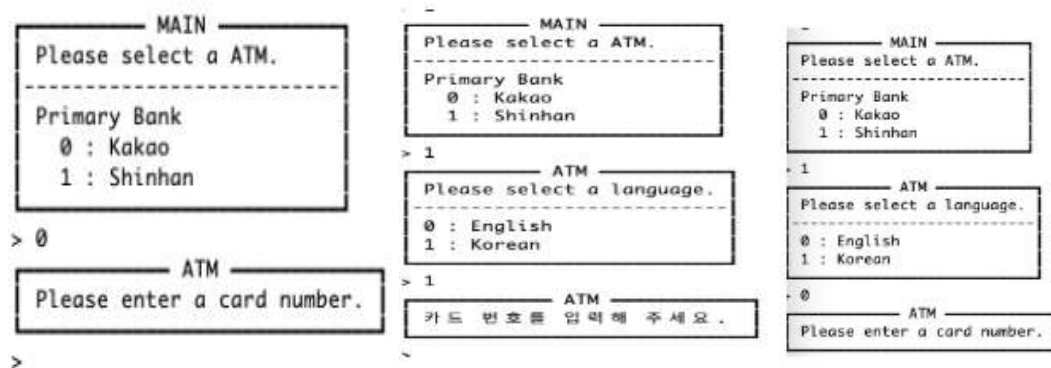 MAIN
Please select a ATM.
Primary Bank
0 : Kakao
1 : Shinhan
> 0
ATM
Please enter a card number.
>
MAIN
Please select a ATM.
Primary Bank
0 : Kakao
1 : Shinhan
> 1
ATM
Please select a language.
0 : English
1 : Korean
> 1
ATM
카드 번호를 입력해 주세요.
MAIN
Please select a ATM.
Primary Bank
0 : Kakao
1 : Shinhan
1
ATM
Please select a language.
0 : English
1 : Korean
0
ATM
Please enter a card number.